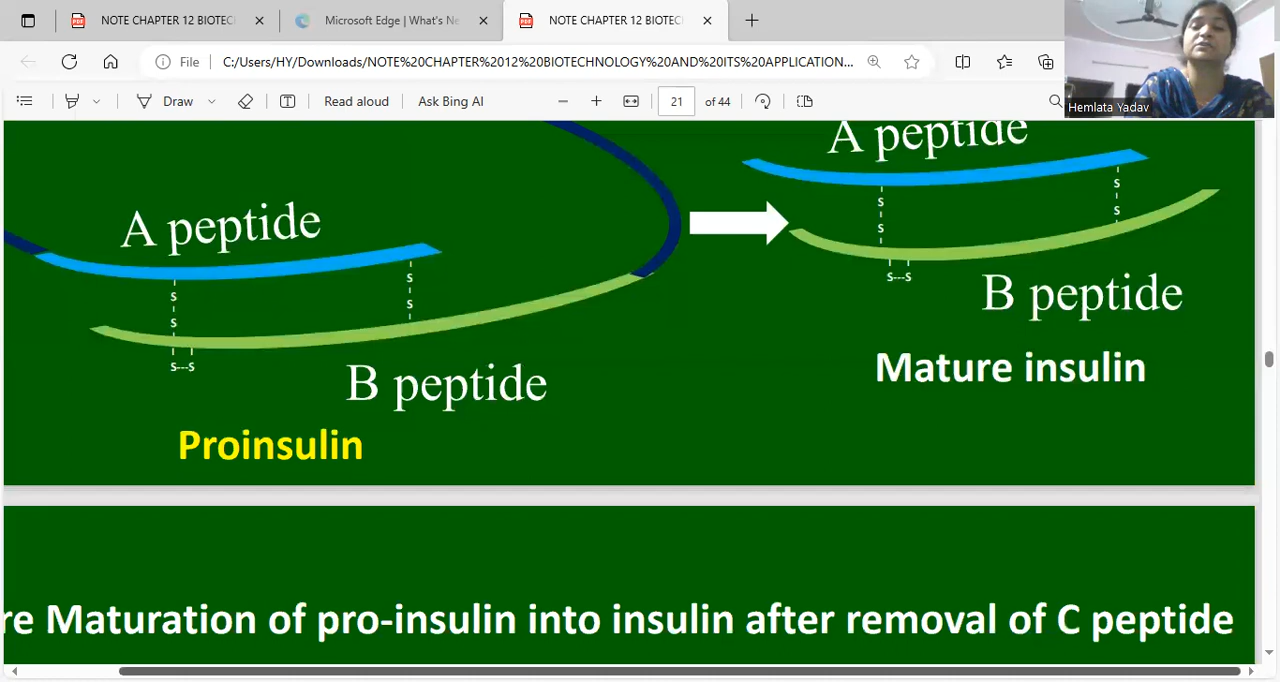 NOTE CHAPTER 12 BIOTECH
Microsoft Edge | What's Ne
NOTE CHAPTER 12 BIOTECH
File
C:/Users/HY/Downloads/NOTE%20CHAPTER%2012%20BIOTECHNOLOGY%20AND%20ITS%20APPLICATION...
Draw
Read aloud
Ask Bing AI
21 of 44
Hemlata Yadav
A peptide
S
S
S
S
S---S
B peptide
Proinsulin
A peptide
S
S
S
S
S---S
B peptide
Mature insulin
re Maturation of pro-insulin into insulin after removal of C peptide